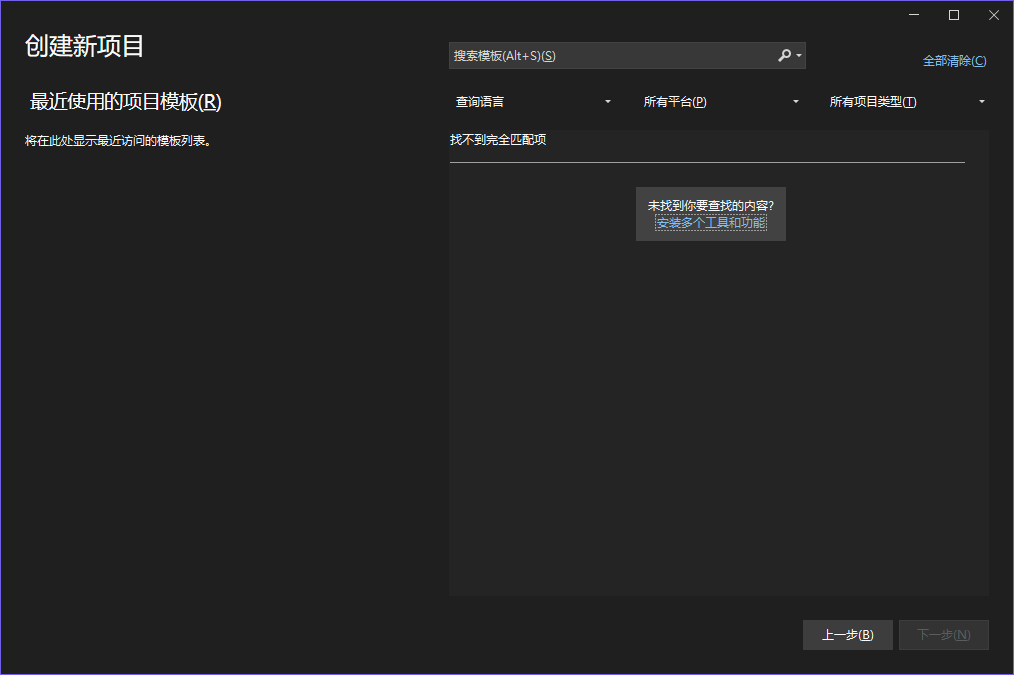 创建新项目
搜索模板(Alt+S)(S)
全部清除(C)
最近使用的项目模板(R)
查询语言
所有平台(P)
所有项目类型(T)
将在此处显示最近访问的模板列表。
找不到完全匹配项
未找到你要查找的内容?
安装多个工具和功能
上一步(B)
下一步(N)